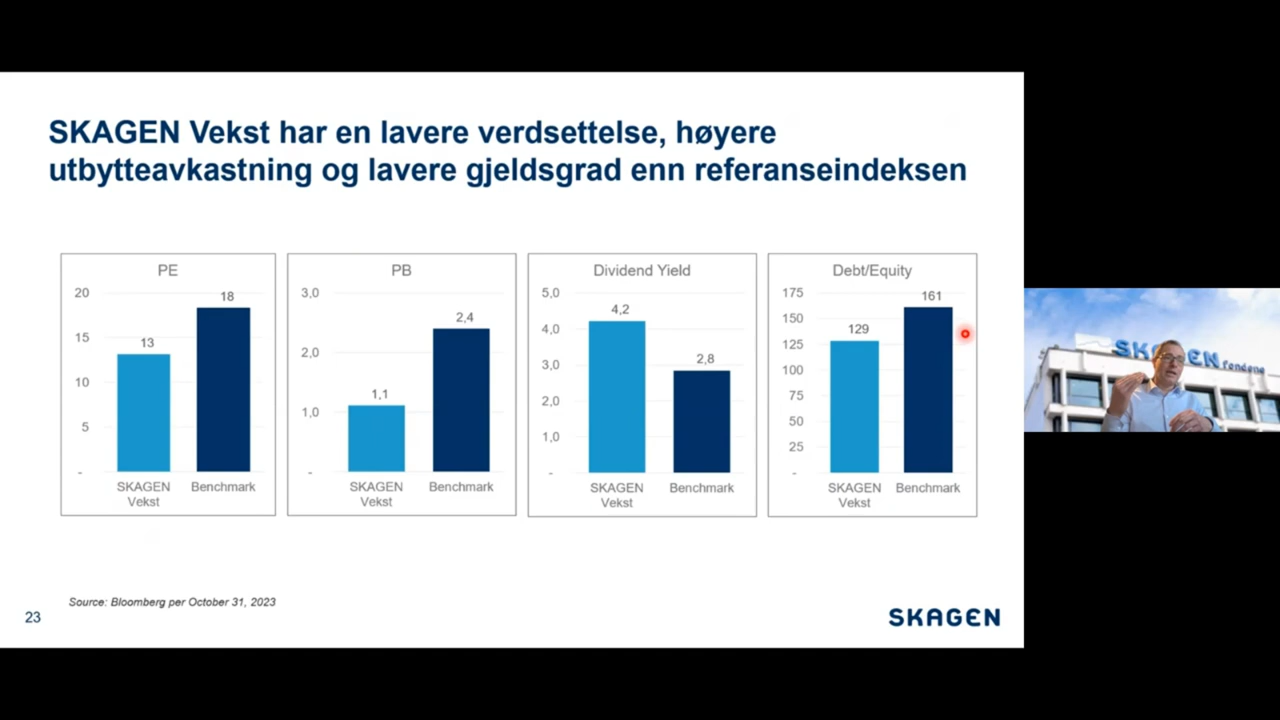 SKAGEN Vekst har en lavere verdsettelse, høyere
utbytteavkastning og lavere gjeldsgrad enn referanseindeksen
PE
20
15
10
5
-
13
18
SKAGEN
Vekst
Benchmark
PB
3,0
2,0
1,0
-
1,1
2,4
SKAGEN
Vekst
Benchmark
Dividend Yield
5,0
4,0
3,0
2,0
1,0
-
4,2
2,8
SKAGEN
Vekst
Benchmark
Debt/Equity
175
150
125
100
75
50
25
-
129
161
SKAGEN
Vekst
Benchmark
Source: Bloomberg per October 31, 2023
23
SKAGEN
SK GEN fondene